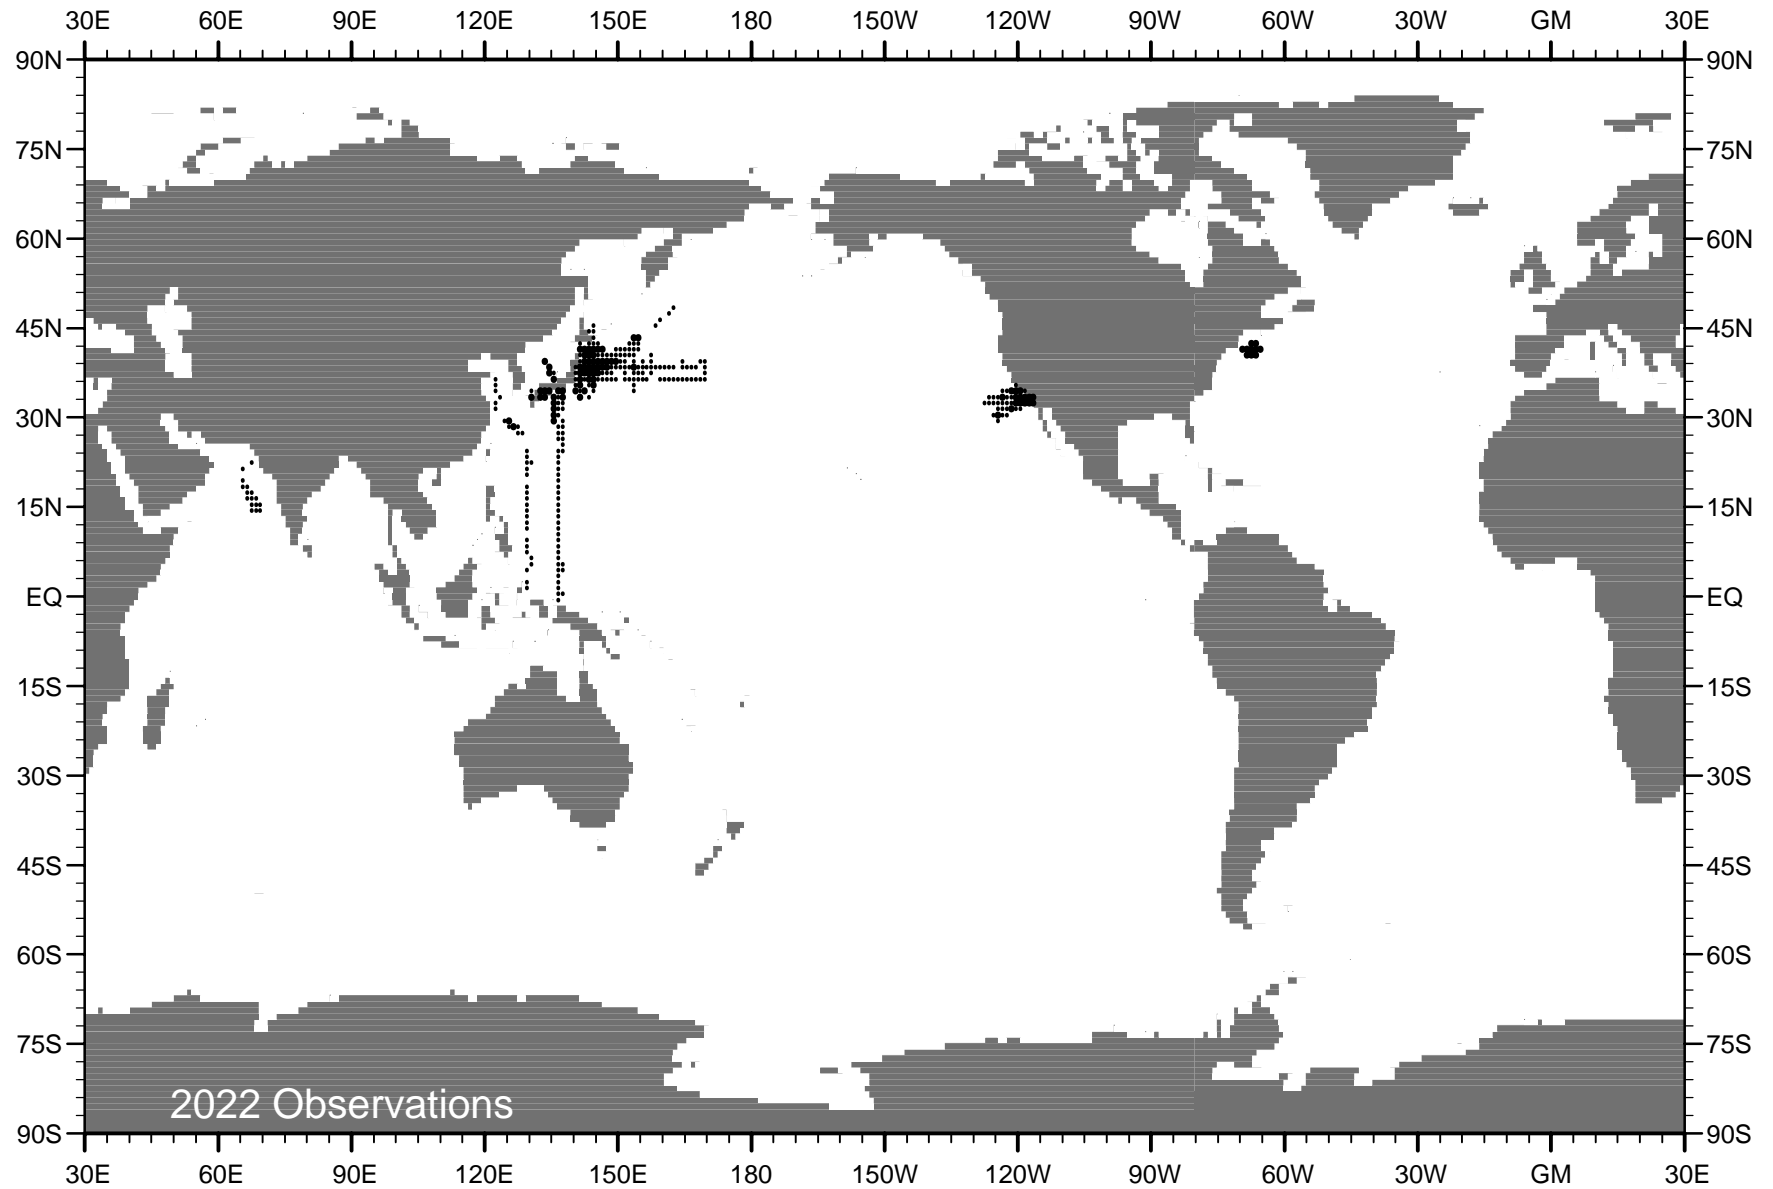 30E 60E 90E 120E 150E 180 150W 120W 90W 60W 30W GM 30E
90N 90N
75N 75N
60N 60N
45N 45N
30N 30N
15N 15N
EQ EQ
15S 15S
30S 30S
45S 45S
60S 60S
75S 75S
2022 Observations
90S 90S
30E 60E 90E 120E 150E 180 150W 120W 90W 60W 30W GM 30E